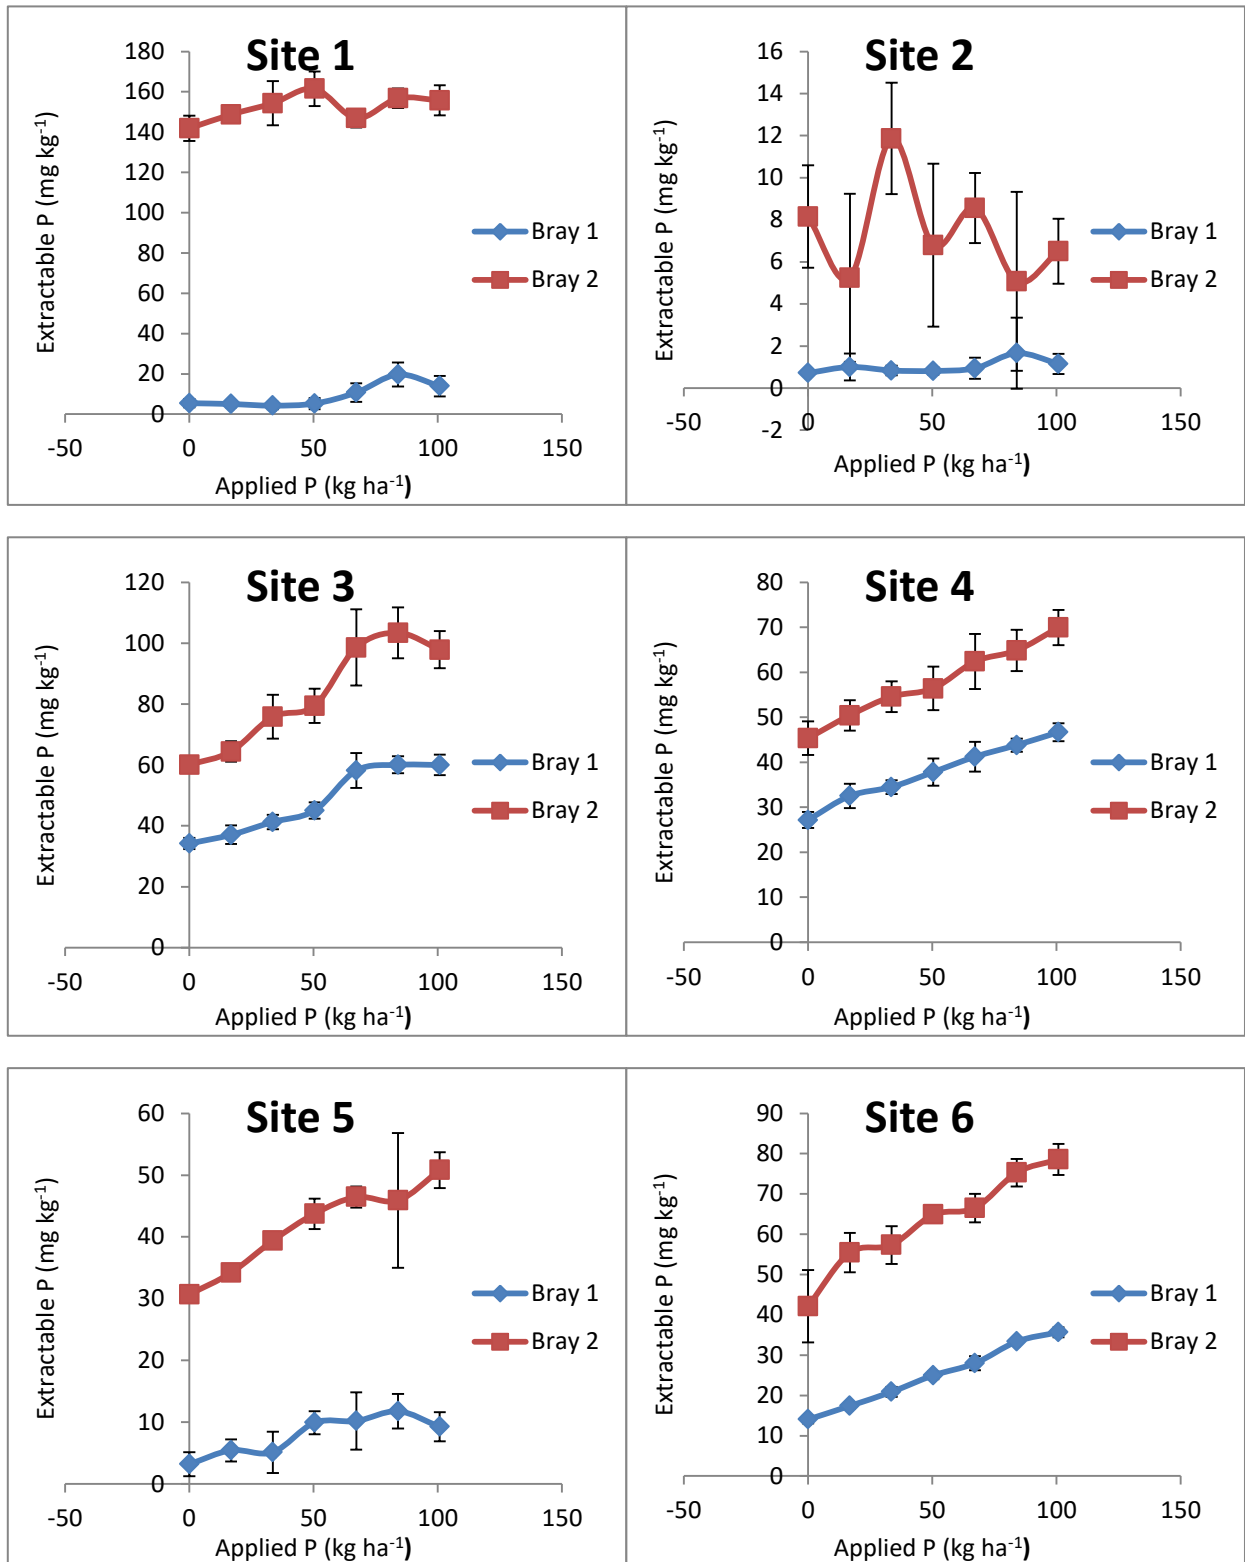 Site 1
180
160
140
120
100
80
60
40
20
0
-50 0 50 100 150
Extractable P (mg kg-1)
Applied P (kg ha-1)
Bray 1
Bray 2
Site 2
16
14
12
10
8
6
4
2
0
-2
-50 0 50 100 150
Extractable P (mg kg-1)
Applied P (kg ha-1)
Bray 1
Bray 2
Site 3
120
100
80
60
40
20
0
-50 0 50 100 150
Extractable P (mg kg-1)
Applied P (kg ha-1)
Bray 1
Bray 2
Site 4
80
70
60
50
40
30
20
10
0
-50 0 50 100 150
Extractable P (mg kg-1)
Applied P (kg ha-1)
Bray 1
Bray 2
Site 5
60
50
40
30
20
10
0
-50 0 50 100 150
Extractable P (mg kg-1)
Applied P (kg ha-1)
Bray 1
Bray 2
Site 6
90
80
70
60
50
40
30
20
10
0
-50 0 50 100 150
Extractable P (mg kg-1)
Applied P (kg ha-1)
Bray 1
Bray 2